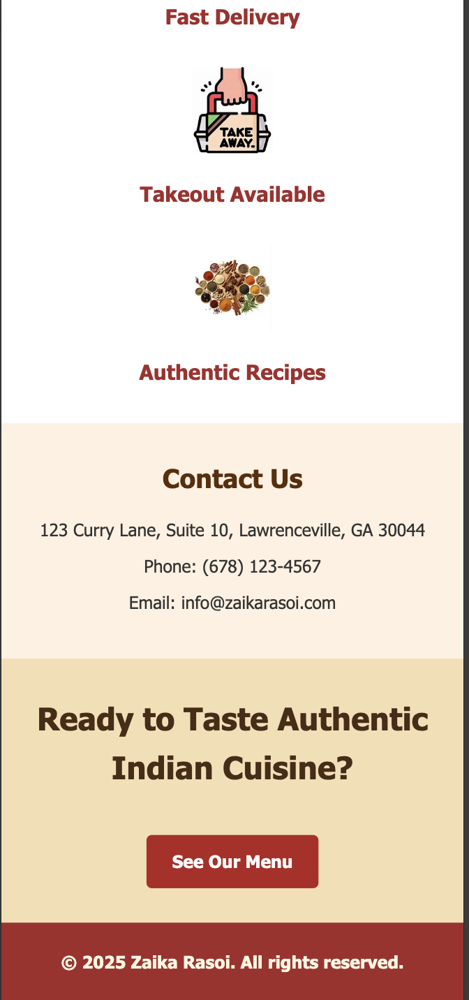 Fast Delivery
TAKE
AWAY.
Takeout Available
Authentic Recipes
Contact Us
123 Curry Lane, Suite 10, Lawrenceville, GA 30044
Phone: (678) 123-4567
Email: info@zaikarasoi.com
Ready to Taste Authentic
Indian Cuisine?
See Our Menu
© 2025 Zaika Rasoi. All rights reserved.